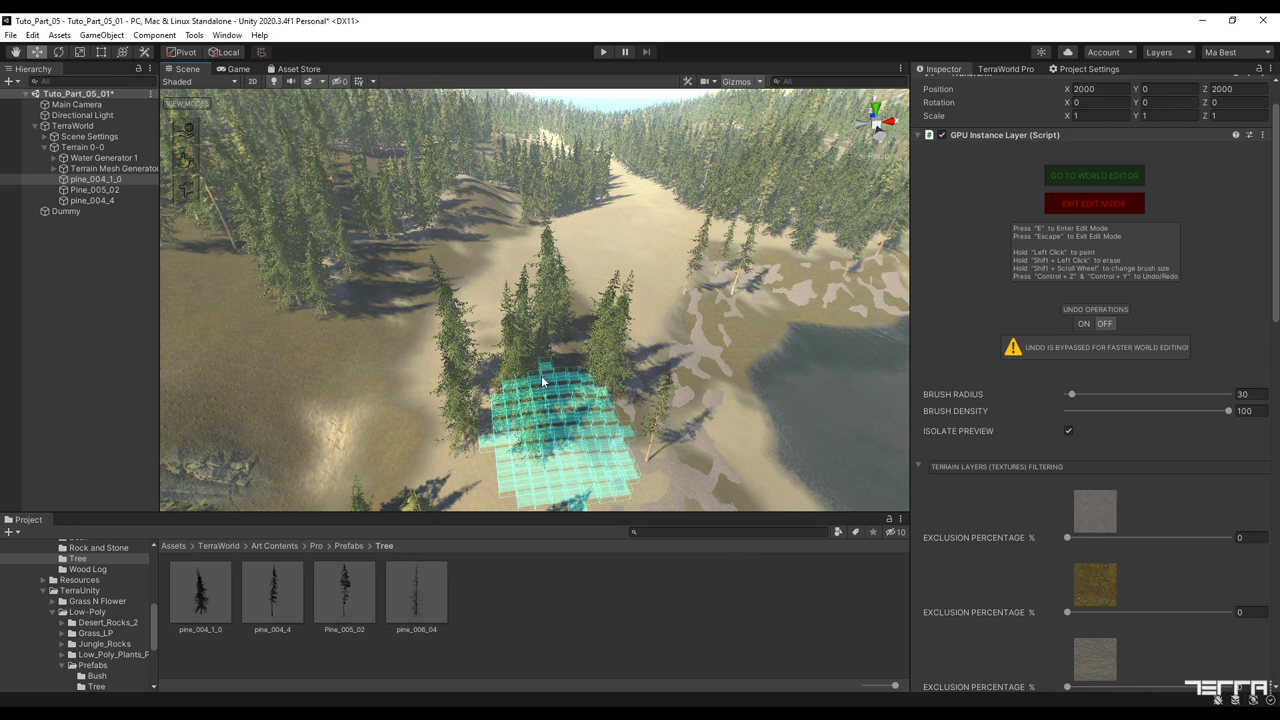 Tuto_Part_05 - Tuto_Part_05_01 - PC, Mac & Linux Standalone - Unity 2020.3.4f1 Personal* <DX11>
File Edit Assets GameObject Component Tools Window Help
Pivot Local Account Layers Ma Best
Hierarchy Scene Game Asset Store Inspector TerraWorld Pro Project Settings
All Shaded 2D 0 Gizmos All
Tuto_Part_05_01*
Main Camera
Directional Light
TerraWorld
Scene Settings
Terrain 0-0
Water Generator 1
Terrain Mesh Generator
pine_004_1_0
Pine_005_02
pine_004_4
Dummy
VIEW MODES
Persp
Position X 2000 Y 0 Z 2000
Rotation X 0 Y 0 Z 0
Scale X 1 Y 1 Z 1
GPU Instance Layer (Script)
GO TO WORLD EDITOR
EXIT EDIT MODE
Press "E" to Enter Edit Mode
Press "Escape" to Exit Edit Mode
Hold "Left Click" to paint
Hold "Shift + Left Click" to erase
Hold "Shift + Scroll Wheel" to change brush size
Press "Control + Z" & "Control + Y" to Undo/Redo
UNDO OPERATIONS
ON OFF
UNDO IS BYPASSED FOR FASTER WORLD EDITING!
BRUSH RADIUS 30
BRUSH DENSITY 100
ISOLATE PREVIEW
TERRAIN LAYERS (TEXTURES) FILTERING
EXCLUSION PERCENTAGE % 0
EXCLUSION PERCENTAGE % 0
EXCLUSION PERCENTAGE % 0
Project
10
Rock and Stone
Tree
Wood Log
Resources
TerraUnity
Grass N Flower
Low-Poly
Desert_Rocks_2
Grass_LP
Jungle_Rocks
Low_Poly_Plants_P
Prefabs
Bush
Tree
Assets TerraWorld Art Contents Pro Prefabs Tree
pine_004_1_0 pine_004_4 Pine_005_02 pine_006_04
TERRA